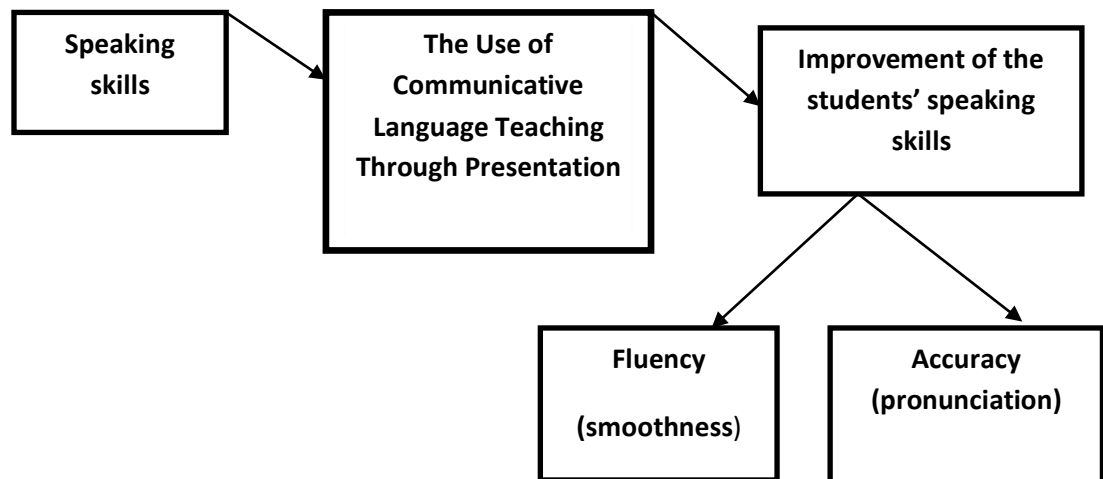 Speaking
skills
The Use of
Communicative
Language Teaching
Through Presentation
Improvement of the
students’ speaking
skills
Fluency
(smoothness)
Accuracy
(pronunciation)